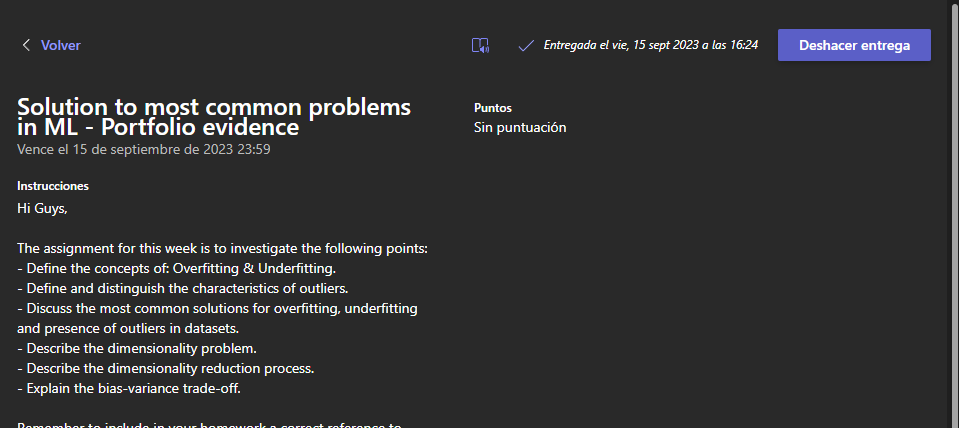 Volver
Entregada el vie, 15 sept 2023 a las 16:24
Deshacer entrega
Solution to most common problems
in ML - Portfolio evidence
Vence el 15 de septiembre de 2023 23:59
Puntos
Sin puntuación
Instrucciones
Hi Guys,
The assignment for this week is to investigate the following points:
- Define the concepts of: Overfitting & Underfitting.
- Define and distinguish the characteristics of outliers.
- Discuss the most common solutions for overfitting, underfitting
and presence of outliers in datasets.
- Describe the dimensionality problem.
- Describe the dimensionality reduction process.
- Explain the bias-variance trade-off.
Remember to include in your homework a correct reference to